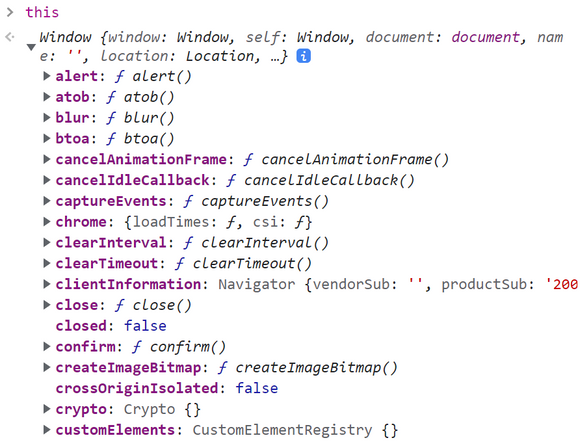 > this
Window {window: Window, self: Window, document: document, nam
e: '', location: Location, …} i
alert: ƒ alert()
atob: ƒ atob()
blur: ƒ blur()
btoa: ƒ btoa()
cancelAnimationFrame: ƒ cancelAnimationFrame()
cancelIdleCallback: ƒ cancelIdleCallback()
captureEvents: ƒ captureEvents()
chrome: {loadTimes: ƒ, csi: ƒ}
clearInterval: ƒ clearInterval()
clearTimeout: ƒ clearTimeout()
clientInformation: Navigator {vendorSub: '', productSub: '200
close: ƒ close()
closed: false
confirm: ƒ confirm()
createImageBitmap: ƒ createImageBitmap()
crossOriginIsolated: false
crypto: Crypto {}
customElements: CustomElementRegistry {}